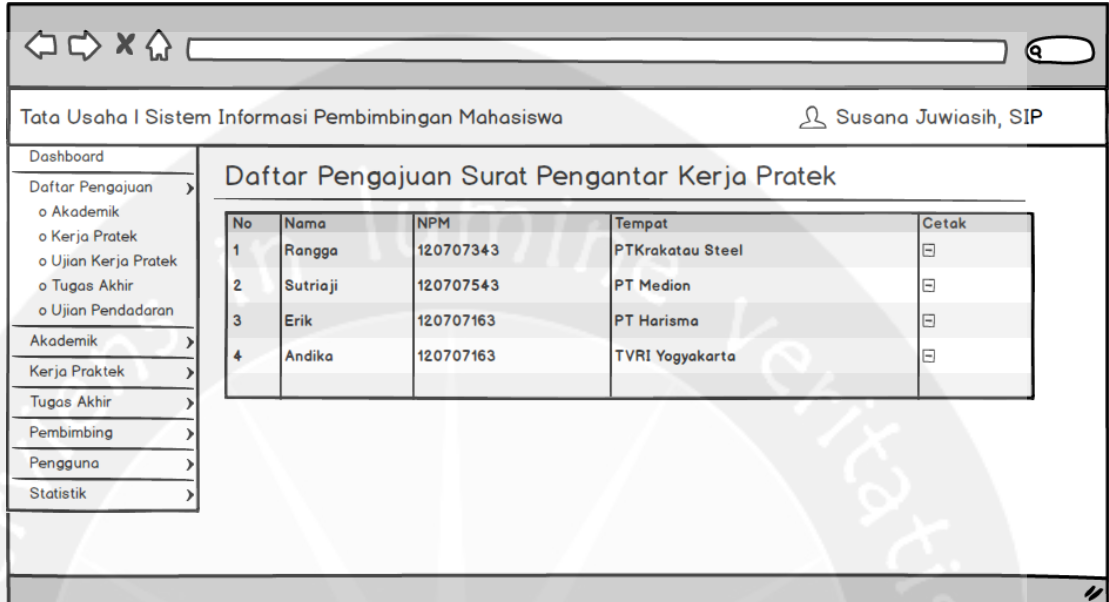 Tata Usaha | Sistem Informasi Pembimbingan Mahasiswa
Susana Juwiasih, SIP
Dashboard
Daftar Pengajuan
o Akademik
o Kerja Pratek
o Ujian Kerja Pratek
o Tugas Akhir
o Ujian Pendadaran
Akademik
Kerja Praktek
Tugas Akhir
Pembimbing
Pengguna
Statistik
Daftar Pengajuan Surat Pengantar Kerja Pratek
No Nama NPM Tempat Cetak
1 Rangga 120707343 PTKrakatau Steel
2 Sutriaji 120707543 PT Medion
3 Erik 120707163 PT Harisma
4 Andika 120707163 TVRI Yogyakarta
in lumine veritatis